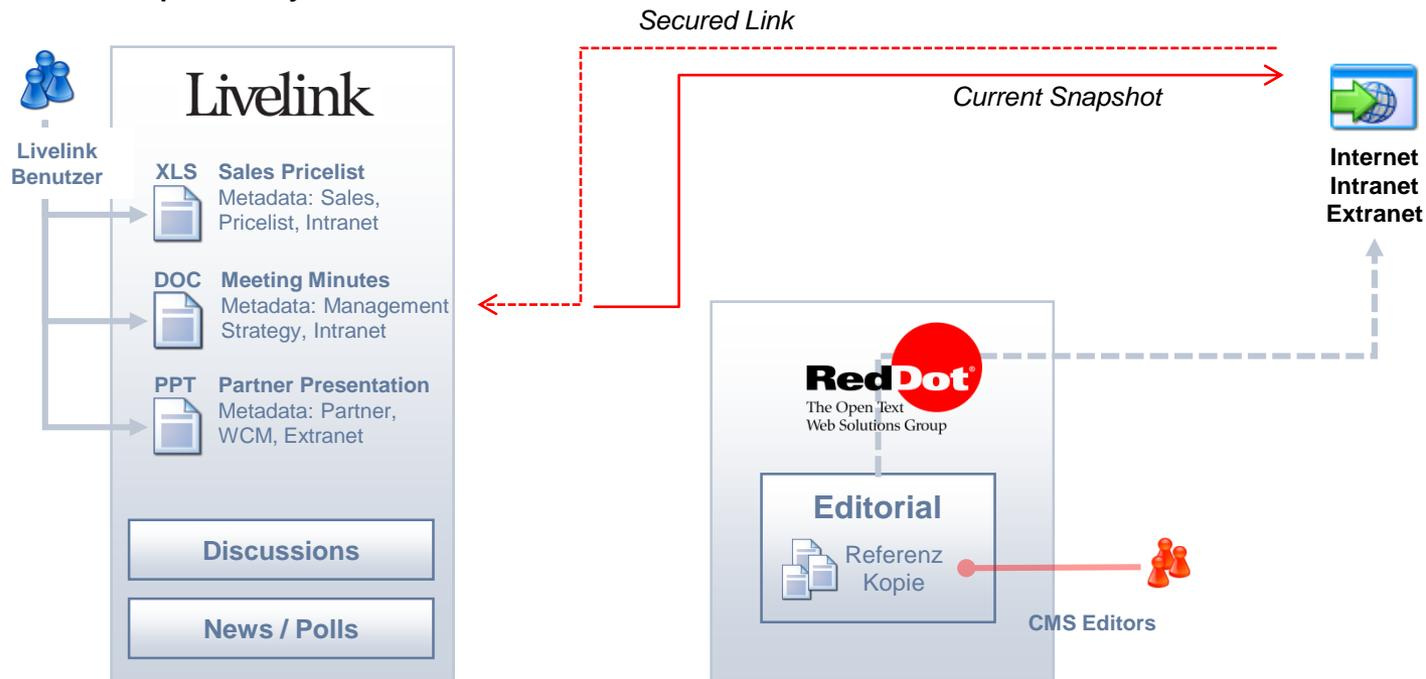 Secured Link
Current Snapshot
Livelink
Livelink
Benutzer
XLS Sales Pricelist
Metadata: Sales,
Pricelist, Intranet
DOC Meeting Minutes
Metadata: Management
Strategy, Intranet
PPT Partner Presentation
Metadata: Partner,
WCM, Extranet
Discussions
News / Polls
Internet
Intranet
Extranet
RedDot®
The Open Text
Web Solutions Group
Editorial
Referenz
Kopie
CMS Editors